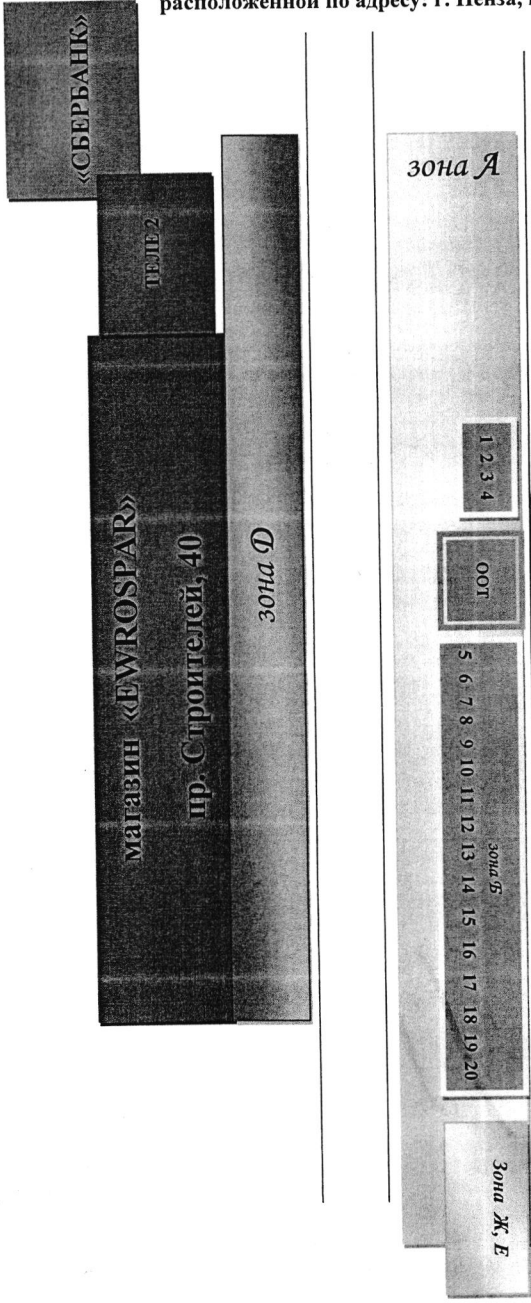 расположенной по адресу: г. Пенза,
«СБЕРБАНК»
ТЕЛЕ 2
магазин «EWROSPAR»
пр. Строителей, 40
зона D
зона А
1 2 3 4
ООТ
5 6 7 8 9 10 11 12 13 14 15 16 17 18 19 20
зона Б
Зона Ж, Е